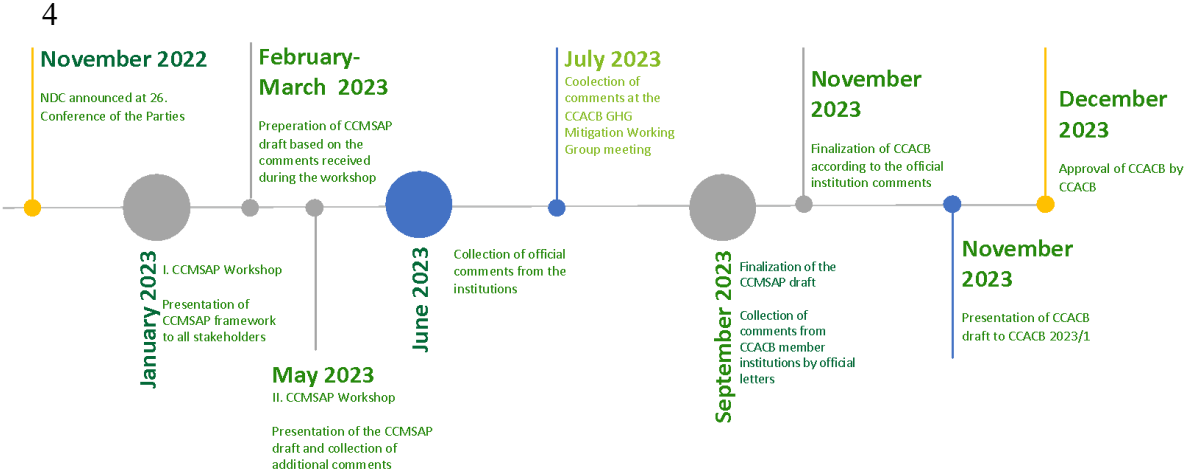 4
November 2022
NDC announced at 26.
Conference of the Parties
January 2023
I. CCMSAP Workshop
Presentation of
CCMSAP framework
to all stakeholders
February-
March 2023
Preperation of CCMSAP
draft based on the
comments received
during the workshop
May 2023
II. CCMSAP Workshop
Presentation of the CCMSAP
draft and collection of
additional comments
June 2023
Collection of official
comments from the
institutions
July 2023
Coolection of
comments at the
CCACB GHG
Mitigation Working
Group meeting
September 2023
Finalization of the
CCMSAP draft
Collection of
comments from
CCACB member
institutions by official
letters
November
2023
Finalization of CCACB
according to the official
institution comments
November
2023
Presentation of CCACB
draft to CCACB 2023/1
December
2023
Approval of CCACB by
CCACB